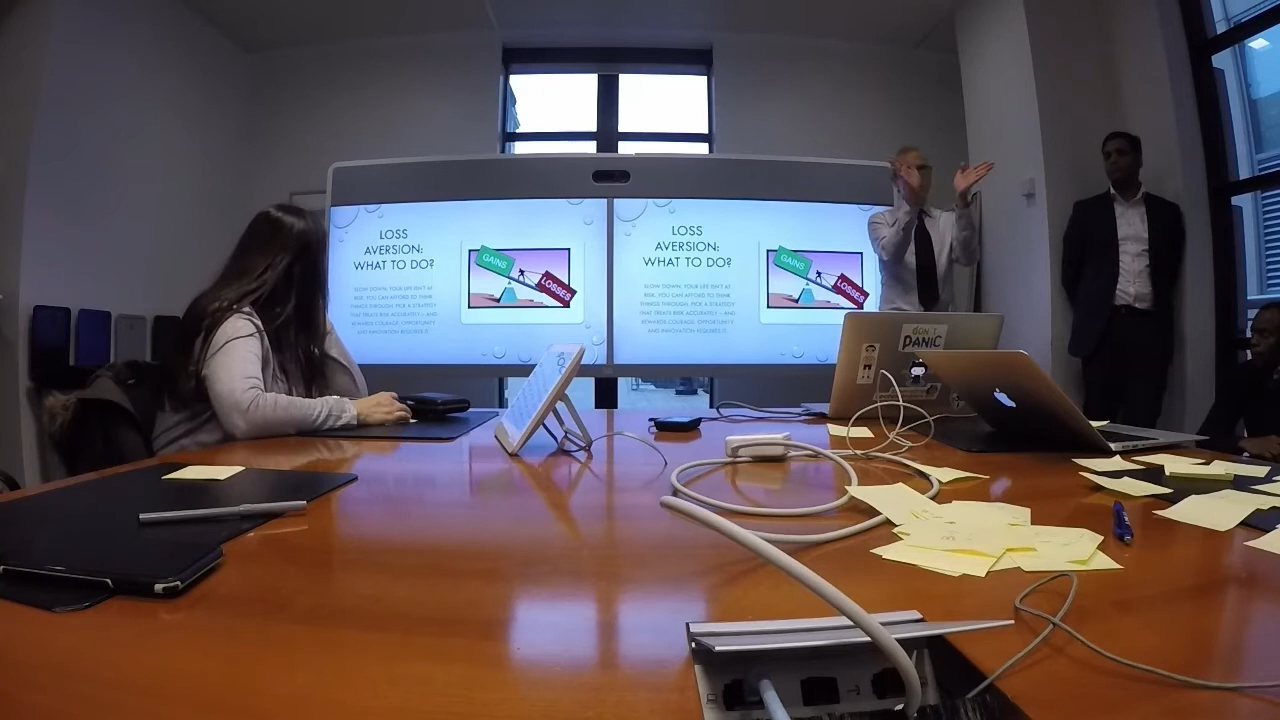 LOSS
AVERSION:
WHAT TO DO?
SLOW DOWN. YOUR LIFE ISN'T AT
RISK. YOU CAN AFFORD TO THINK
THINGS THROUGH. PICK A STRATEGY
THAT TREATS RISK ACCURATELY – AND
REWARDS COURAGE. OPPORTUNITY
AND INNOVATION REQUIRES IT.
GAINS
LOSSES
LOSS
AVERSION:
WHAT TO DO?
SLOW DOWN. YOUR LIFE ISN'T AT
RISK. YOU CAN AFFORD TO THINK
THINGS THROUGH. PICK A STRATEGY
THAT TREATS RISK ACCURATELY – AND
REWARDS COURAGE. OPPORTUNITY
AND INNOVATION REQUIRES IT.
GAINS
LOSSES
DON'T
PANIC